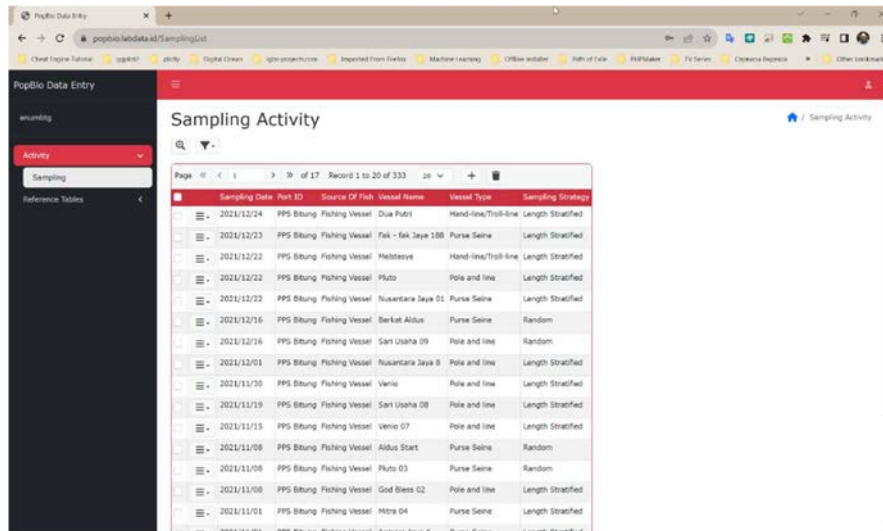 PopBio Data Entry
popbio.labdata.id/SamplingList
Cheat Engine Tutorial
plotly
Digital Ocean
Imported From Firefox
Machine Learning
Offline Installer
Path of Exile
PHPMaker
TV Series
Other bookmark
PopBio Data Entry
enumbitg
Activity
Sampling
Reference Tables
Sampling Activity
/ Sampling Activity
Page 1 of 17 Record 1 to 20 of 333 20
Sampling Date Port ID Source Of Fish Vessel Name Vessel Type Sampling Strategy
2021/12/24 PPS Bitung Fishing Vessel Dua Putri Hand-line/Troll-line Length Stratified
2021/12/23 PPS Bitung Fishing Vessel Fak - fak Jaya 188 Purse Seine Length Stratified
2021/12/22 PPS Bitung Fishing Vessel Melstesye Hand-line/Troll-line Length Stratified
2021/12/22 PPS Bitung Fishing Vessel Pluto Pole and line Length Stratified
2021/12/22 PPS Bitung Fishing Vessel Nusantara Jaya 01 Purse Seine Length Stratified
2021/12/16 PPS Bitung Fishing Vessel Berkat Aldus Purse Seine Random
2021/12/16 PPS Bitung Fishing Vessel Sari Usaha 09 Pole and line Random
2021/12/01 PPS Bitung Fishing Vessel Nusantara Jaya 8 Pole and line Length Stratified
2021/11/30 PPS Bitung Fishing Vessel Venio Pole and line Length Stratified
2021/11/19 PPS Bitung Fishing Vessel Sari Usaha 08 Pole and line Length Stratified
2021/11/15 PPS Bitung Fishing Vessel Venio 07 Pole and line Length Stratified
2021/11/08 PPS Bitung Fishing Vessel Aldus Start Purse Seine Random
2021/11/08 PPS Bitung Fishing Vessel Pluto 03 Purse Seine Random
2021/11/08 PPS Bitung Fishing Vessel God Bless 02 Pole and line Length Stratified
2021/11/01 PPS Bitung Fishing Vessel Mitra 04 Purse Seine Length Stratified